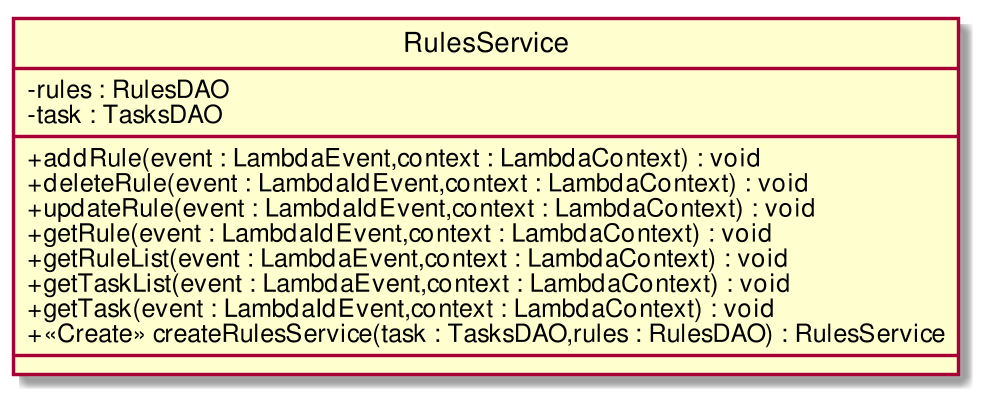 RulesService
-rules : RulesDAO
-task : TasksDAO
+addRule(event : LambdaEvent,context : LambdaContext) : void
+deleteRule(event : LambdaIdEvent,context : LambdaContext) : void
+updateRule(event : LambdaIdEvent,context : LambdaContext) : void
+getRule(event : LambdaIdEvent,context : LambdaContext) : void
+getRuleList(event : LambdaEvent,context : LambdaContext) : void
+getTaskList(event : LambdaEvent,context : LambdaContext) : void
+getTask(event : LambdaIdEvent,context : LambdaContext) : void
+«Create» createRulesService(task : TasksDAO,rules : RulesDAO) : RulesService